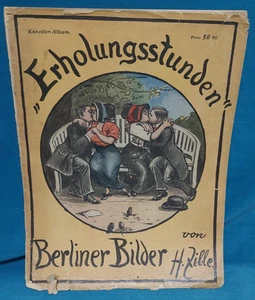 Künstler-Album.
Preis 50 Pf.
„Erholungsstunden“
von
Berliner Bilder H. Zille